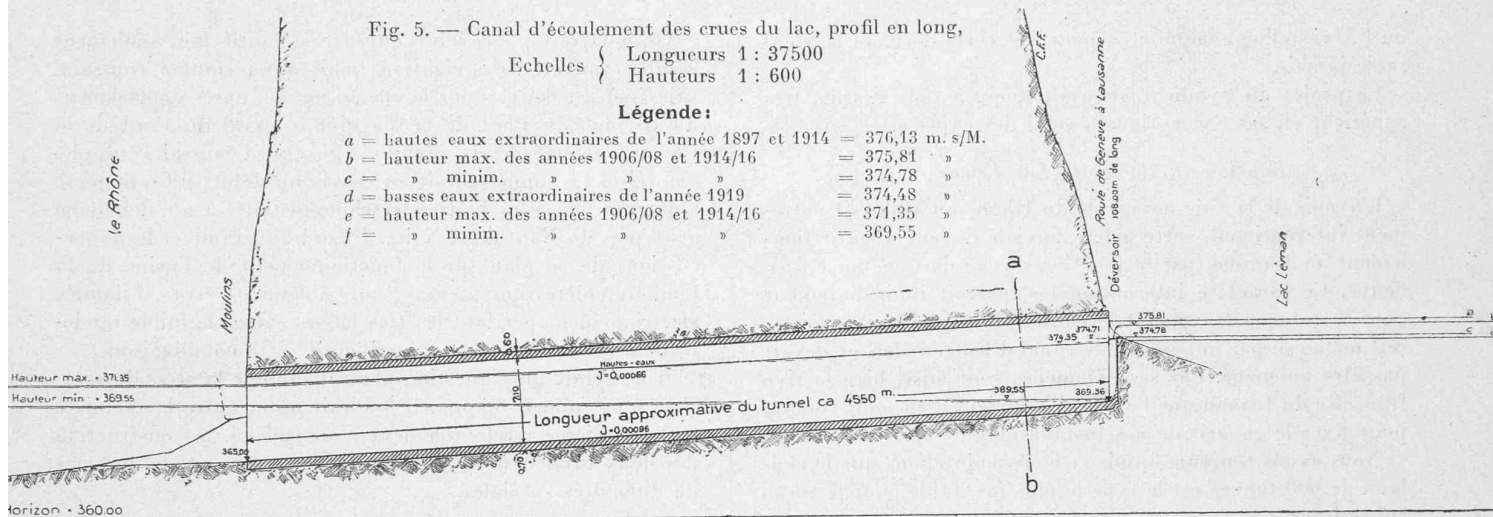 Fig. 5. — Canal d'écoulement des crues du lac, profil en long,
Echelles { Longueurs 1 : 37500
Hauteurs 1 : 600
Légende:
a = hautes eaux extraordinaires de l'année 1897 et 1914 = 376,13 m. s/M.
b = hauteur max. des années 1906/08 et 1914/16 = 375,81 »
c = » minim. » » » = 374,78 »
d = basses eaux extraordinaires de l'année 1919 = 374,48 »
= hauteur max. des années 1906/08 et 1914/16 = 371,35 »
= » minim. » » » = 369,55 »
le Rhône
Moulins
C.F.F.
Route de Genève à Lausanne
Déversoir 108.00m de long
Lac Léman
a
375,81
374,78
374,71
374.35
a
c
0.60
Hautes - eaux
J=0,00066
Hauteur max. • 371.35
Hauteur min • 369.55
7.10
Longueur approximative du tunnel ca 4550 m.
J=0,00096
369.36
365,00
b
Horizon • 360.00